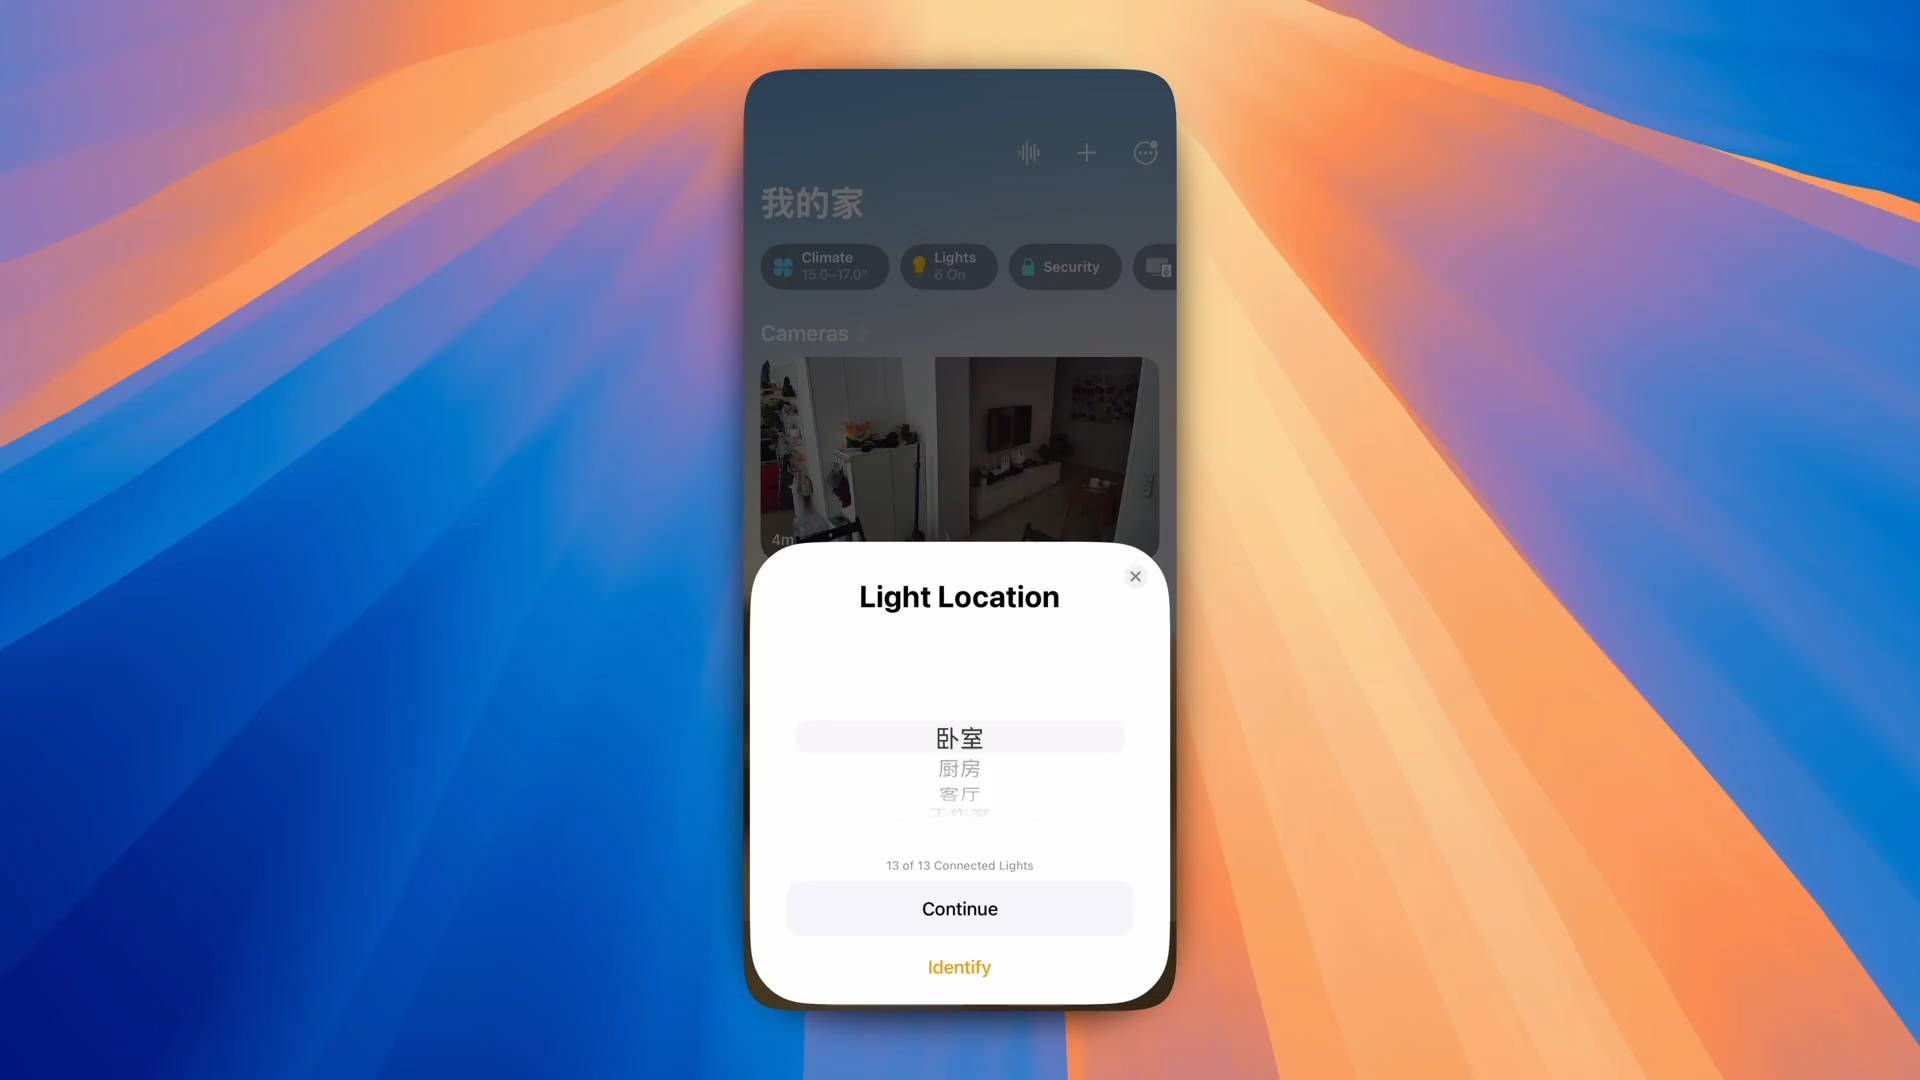 我的家
Climate
15.0–17.0°
Lights
6 On
Security
Cameras
4m
Light Location
卧室
厨房
客厅
工作室
13 of 13 Connected Lights
Continue
Identify